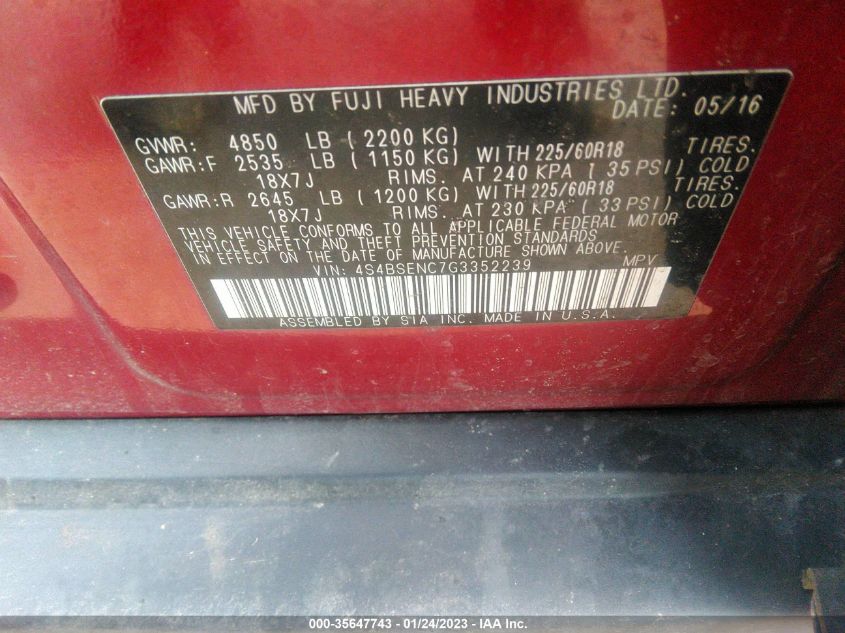 MFD BY FUJI HEAVY INDUSTRIES LTD.
DATE: 05/16
GVWR: 4850 LB (2200 KG)
GAWR:F 2535 LB (1150 KG) WITH 225/60R18 TIRES.
18X7J RIMS. AT 240 KPA (35 PSI) COLD
GAWR:R 2645 LB (1200 KG) WITH 225/60R18 TIRES.
18X7J RIMS. AT 230 KPA (33 PSI) COLD
THIS VEHICLE CONFORMS TO ALL APPLICABLE FEDERAL MOTOR
VEHICLE SAFETY AND THEFT PREVENTION STANDARDS
IN EFFECT ON THE DATE OF MANUFACTURE SHOWN ABOVE.
VIN: 4S4BSENC7G3352239 MPV
ASSEMBLED BY SIA INC. MADE IN U.S.A.
000-35647743 - 01/24/2023 - IAA Inc.